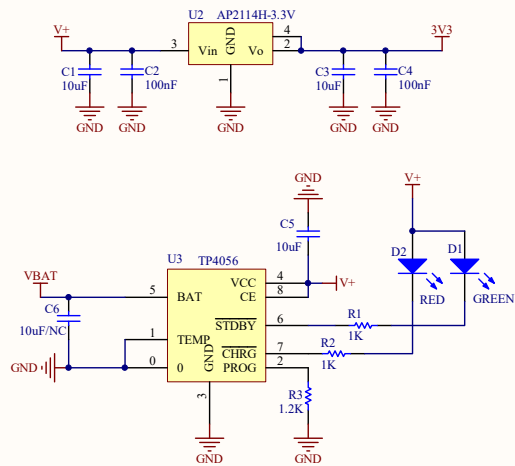 U2 AP2114H-3.3V
V+ 3V3
3 Vin GND Vo 4
2
1
C1
10uF
C2
100nF
C3
10uF
C4
100nF
GND GND GND GND GND
GND
V+
C5
10uF
U3 TP4056
D2 D1
VBAT
5 BAT VCC 4 V+
CE 8
RED GREEN
C6
10uF/NC
STDBY 6 R1
1K
1 TEMP
GND 0 0 GND CHRG 7 R2
1K
PROG 2
3
R3
1.2K
GND GND